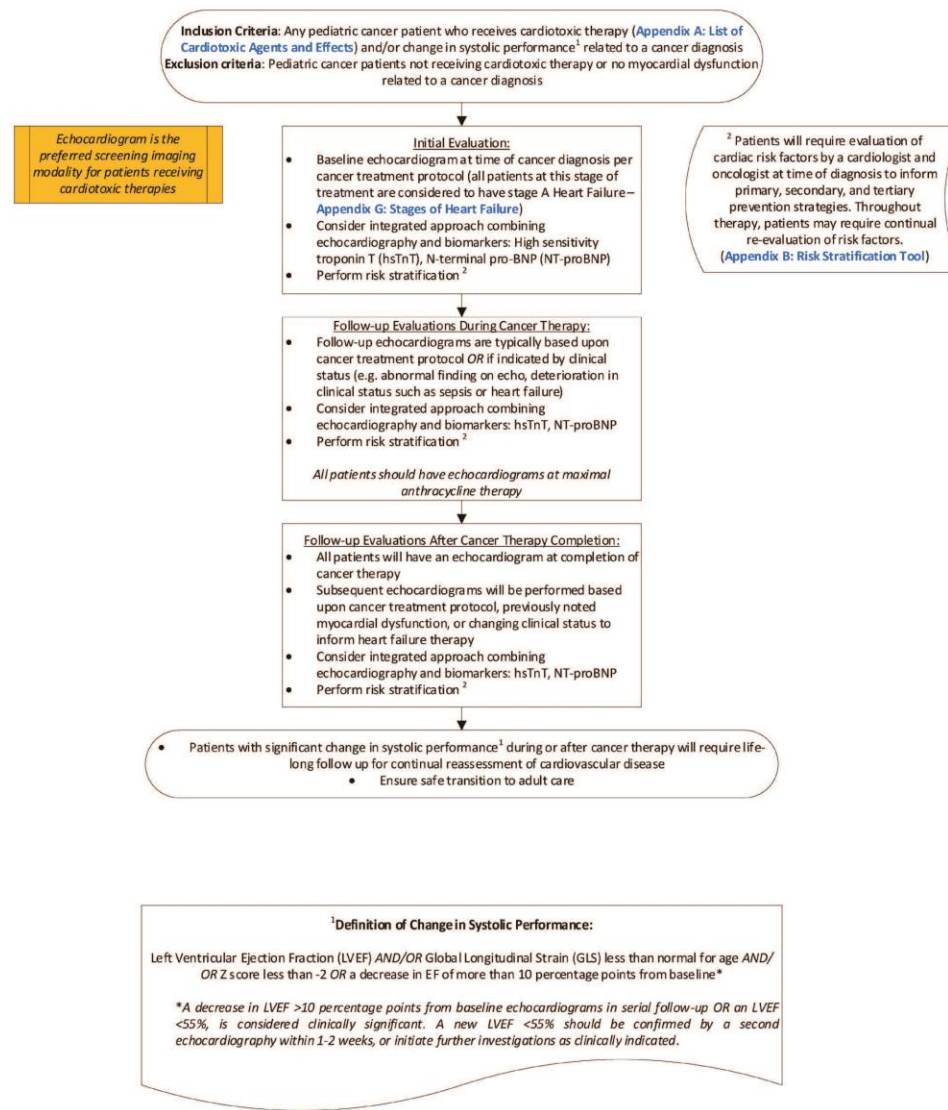 Inclusion Criteria: Any pediatric cancer patient who receives cardiotoxic therapy (Appendix A: List of
Cardiotoxic Agents and Effects) and/or change in systolic performance¹ related to a cancer diagnosis
Exclusion criteria: Pediatric cancer patients not receiving cardiotoxic therapy or no myocardial dysfunction
related to a cancer diagnosis
Echocardiogram is the
preferred screening imaging
modality for patients receiving
cardiotoxic therapies
Initial Evaluation:
• Baseline echocardiogram at time of cancer diagnosis per
cancer treatment protocol (all patients at this stage of
treatment are considered to have stage A Heart Failure–
Appendix G: Stages of Heart Failure)
• Consider integrated approach combining
echocardiography and biomarkers: High sensitivity
troponin T (hsTnT), N-terminal pro-BNP (NT-proBNP)
• Perform risk stratification ²
² Patients will require evaluation of
cardiac risk factors by a cardiologist and
oncologist at time of diagnosis to inform
primary, secondary, and tertiary
prevention strategies. Throughout
therapy, patients may require continual
re-evaluation of risk factors.
(Appendix B: Risk Stratification Tool)
Follow-up Evaluations During Cancer Therapy:
• Follow-up echocardiograms are typically based upon
cancer treatment protocol OR if indicated by clinical
status (e.g. abnormal finding on echo, deterioration in
clinical status such as sepsis or heart failure)
• Consider integrated approach combining
echocardiography and biomarkers: hsTnT, NT-proBNP
• Perform risk stratification ²
All patients should have echocardiograms at maximal
anthracycline therapy
Follow-up Evaluations After Cancer Therapy Completion:
• All patients will have an echocardiogram at completion of
cancer therapy
• Subsequent echocardiograms will be performed based
upon cancer treatment protocol, previously noted
myocardial dysfunction, or changing clinical status to
inform heart failure therapy
• Consider integrated approach combining
echocardiography and biomarkers: hsTnT, NT-proBNP
• Perform risk stratification ²
• Patients with significant change in systolic performance¹ during or after cancer therapy will require life-
long follow up for continual reassessment of cardiovascular disease
• Ensure safe transition to adult care
¹Definition of Change in Systolic Performance:
Left Ventricular Ejection Fraction (LVEF) AND/OR Global Longitudinal Strain (GLS) less than normal for age AND/
OR Z score less than -2 OR a decrease in EF of more than 10 percentage points from baseline*
*A decrease in LVEF >10 percentage points from baseline echocardiograms in serial follow-up OR an LVEF
<55%, is considered clinically significant. A new LVEF <55% should be confirmed by a second
echocardiography within 1-2 weeks, or initiate further investigations as clinically indicated.